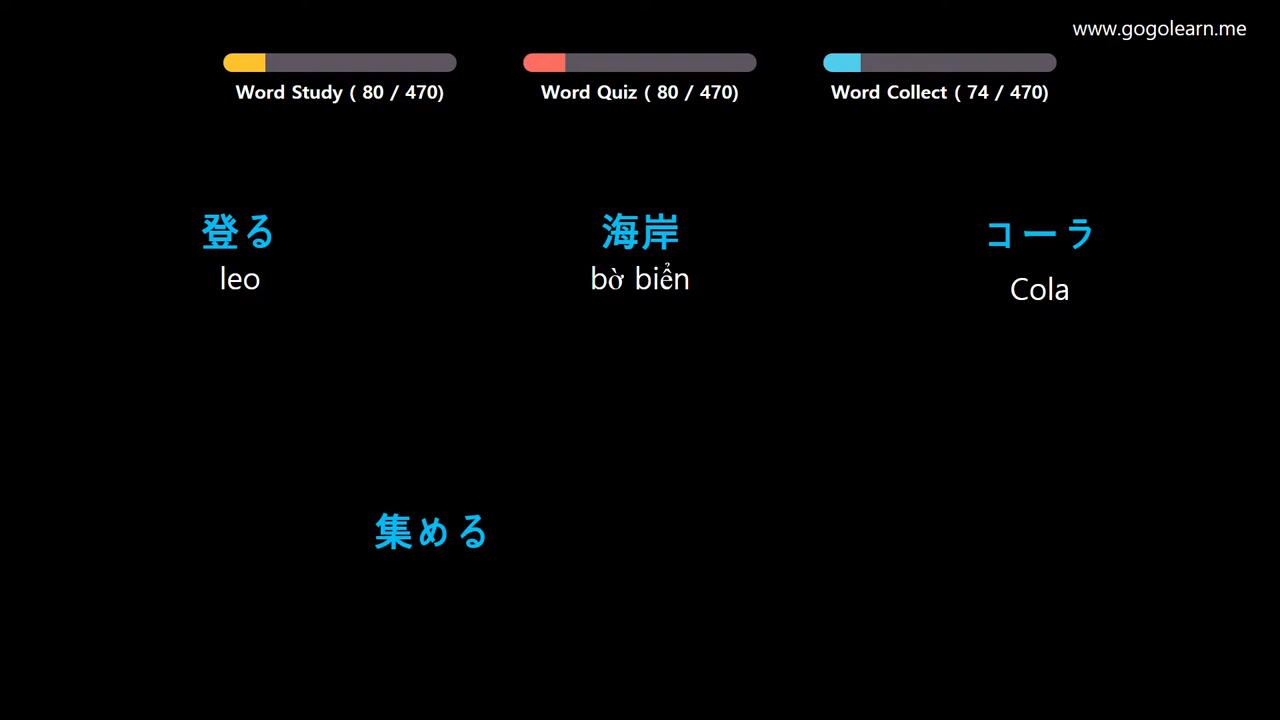 www.gogolearn.me
Word Study ( 80 / 470)
Word Quiz ( 80 / 470)
Word Collect ( 74 / 470)
登る
leo
海岸
bờ biển
コーラ
Cola
集める